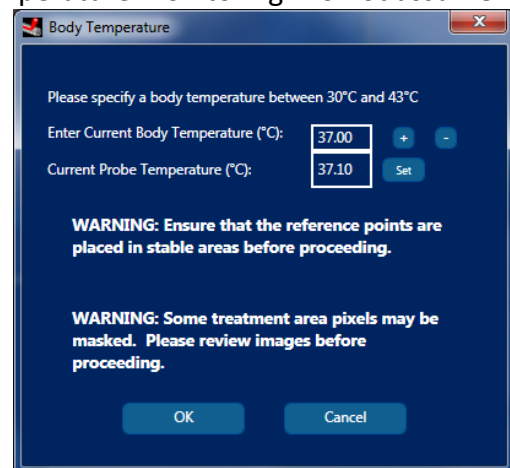 Body Temperature
x
Please specify a body temperature between 30°C and 43°C
Enter Current Body Temperature (°C): 37.00 + -
Current Probe Temperature (°C): 37.10 Set
WARNING: Ensure that the reference points are
placed in stable areas before proceeding.
WARNING: Some treatment area pixels may be
masked. Please review images before
proceeding.
OK Cancel